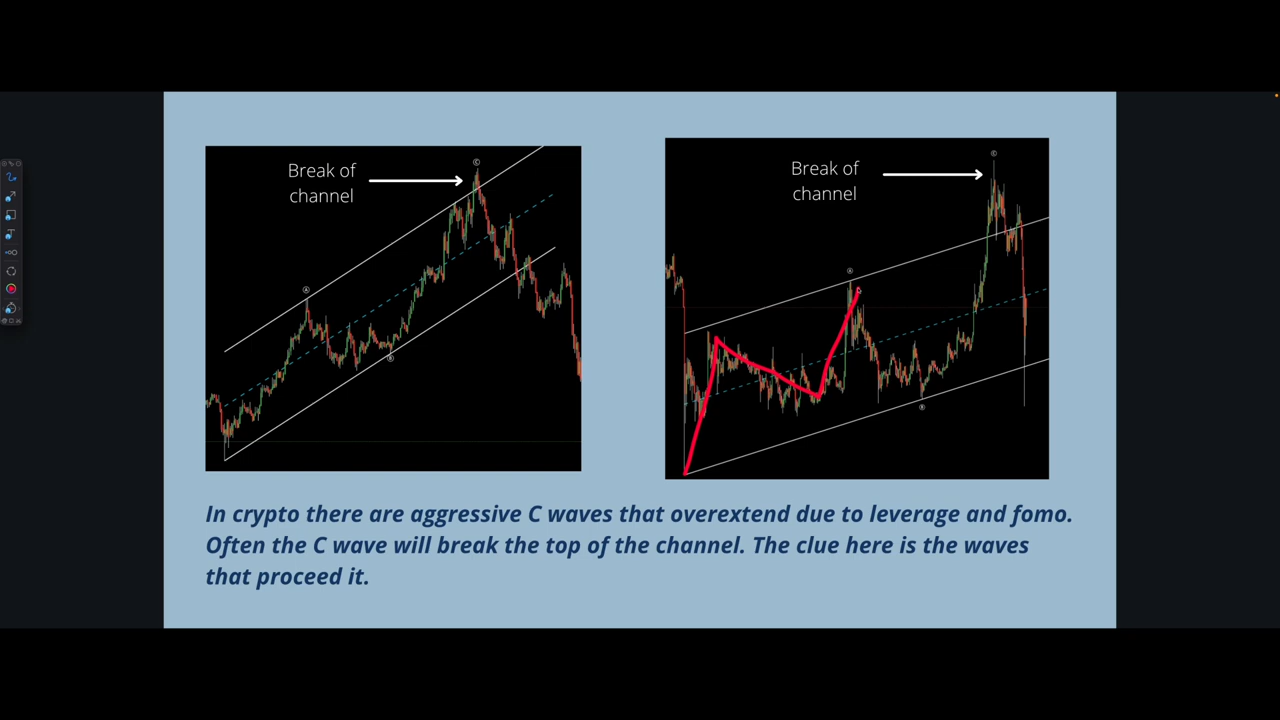 Break of
channel
Break of
channel
A
B
C
A
B
C
In crypto there are aggressive C waves that overextend due to leverage and fomo.
Often the C wave will break the top of the channel. The clue here is the waves
that proceed it.